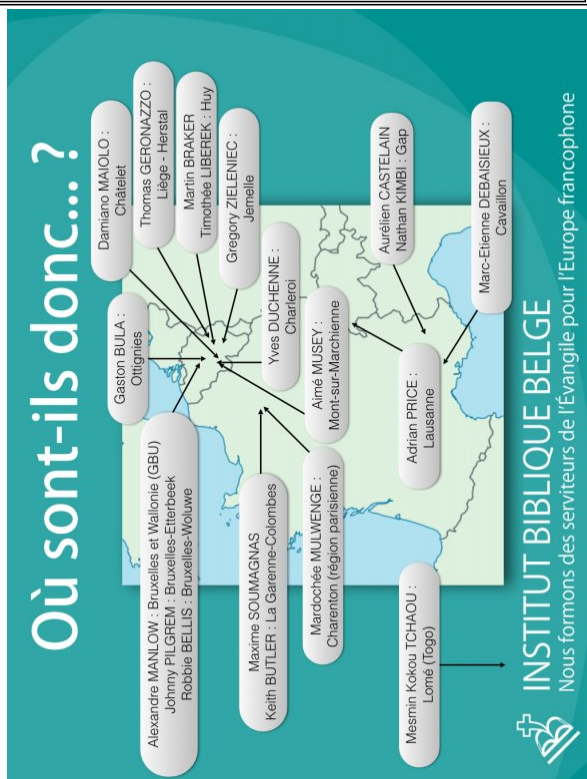 Où sont-ils donc... ?
Gaston BULA :
Ottignies
Damiano MAIOLO :
Châtelet
Thomas GERONAZZO :
Liège - Herstal
Martin BRAKER
Timothée LIBEREK : Huy
Gregory ZIELENIEC :
Jemelle
Alexandre MANLOW : Bruxelles et Wallonie (GBU)
Johnny PILGREM : Bruxelles-Etterbeek
Robbie BELLIS : Bruxelles-Woluwe
Yves DUCHENNE :
Charleroi
Maxime SOUMAGNAS
Keith BUTLER : La Garenne-Colombes
Aimé MUSEY :
Mont-sur-Marchienne
Mardochée MULWENGE :
Charenton (région parisienne)
Aurélien CASTELAIN
Nathan KIMBI : Gap
Adrian PRICE :
Lausanne
Mesmin Kokou TCHAOU :
Lomé (Togo)
Marc-Etienne DEBAISIEUX :
Cavaillon
INSTITUT BIBLIQUE BELGE
Nous formons des serviteurs de l'Évangile pour l'Europe francophone